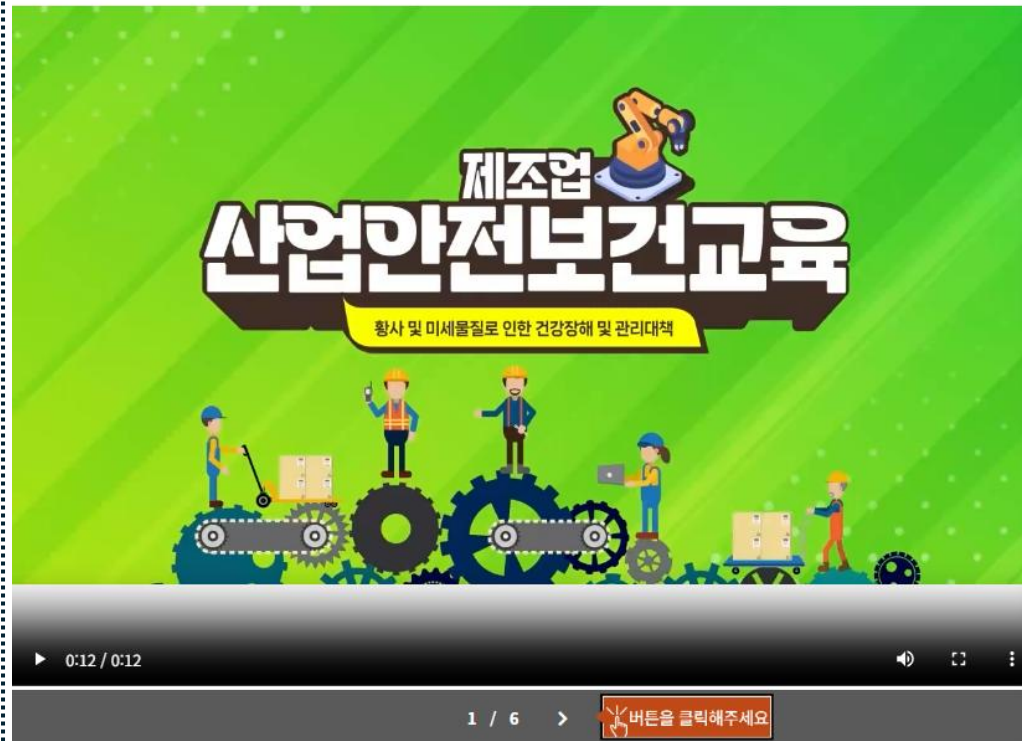 제조업
산업안전보건교육
황사 및 미세물질로 인한 건강장해 및 관리대책
0:12 / 0:12
1 / 6
버튼을 클릭해주세요